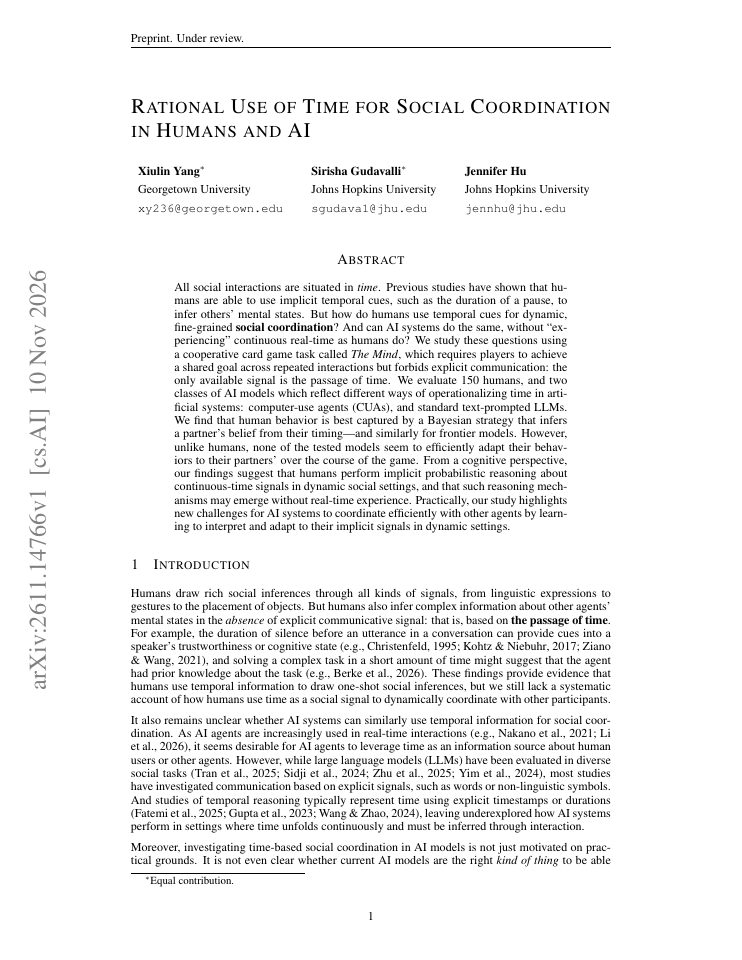 Preprint. Under review.
RATIONAL USE OF TIME FOR SOCIAL COORDINATION
IN HUMANS AND AI
Xiulin Yang*
Sirisha Gudavalli*
Jennifer Hu
Georgetown University
Johns Hopkins University
Johns Hopkins University
xy236@georgetown.edu
sgudava1@jhu.edu
jennhu@jhu.edu
ABSTRACT
All social interactions are situated in time. Previous studies have shown that hu-
mans are able to use implicit temporal cues, such as the duration of a pause, to
infer others' mental states. But how do humans use temporal cues for dynamic,
fine-grained social coordination? And can AI systems do the same, without “ex-
periencing” continuous real-time as humans do? We study these questions using
a cooperative card game task called The Mind, which requires players to achieve
a shared goal across repeated interactions but forbids explicit communication: the
only available signal is the passage of time. We evaluate 150 humans, and two
classes of AI models which reflect different ways of operationalizing time in arti-
ficial systems: computer-use agents (CUAs), and standard text-prompted LLMs.
We find that human behavior is best captured by a Bayesian strategy that infers
a partner's belief from their timing—and similarly for frontier models. However,
unlike humans, none of the tested models seem to efficiently adapt their behav-
iors to their partners' over the course of the game. From a cognitive perspective,
our findings suggest that humans perform implicit probabilistic reasoning about
continuous-time signals in dynamic social settings, and that such reasoning mech-
anisms may emerge without real-time experience. Practically, our study highlights
new challenges for AI systems to coordinate efficiently with other agents by learn-
ing to interpret and adapt to their implicit signals in dynamic settings.
1 INTRODUCTION
Humans draw rich social inferences through all kinds of signals, from linguistic expressions to
gestures to the placement of objects. But humans also infer complex information about other agents'
mental states in the absence of explicit communicative signal: that is, based on the passage of time.
For example, the duration of silence before an utterance in a conversation can provide cues into a
speaker's trustworthiness or cognitive state (e.g., Christenfeld, 1995; Kohtz & Niebuhr, 2017; Ziano
& Wang, 2021), and solving a complex task in a short amount of time might suggest that the agent
had prior knowledge about the task (e.g., Berke et al., 2026). These findings provide evidence that
humans use temporal information to draw one-shot social inferences, but we still lack a systematic
account of how humans use time as a social signal to dynamically coordinate with other participants.
It also remains unclear whether AI systems can similarly use temporal information for social coor-
dination. As AI agents are increasingly used in real-time interactions (e.g., Nakano et al., 2021; Li
et al., 2026), it seems desirable for AI agents to leverage time as an information source about human
users or other agents. However, while large language models (LLMs) have been evaluated in diverse
social tasks (Tran et al., 2025; Sidji et al., 2024; Zhu et al., 2025; Yim et al., 2024), most studies
have investigated communication based on explicit signals, such as words or non-linguistic symbols.
And studies of temporal reasoning typically represent time using explicit timestamps or durations
(Fatemi et al., 2025; Gupta et al., 2023; Wang & Zhao, 2024), leaving underexplored how AI systems
perform in settings where time unfolds continuously and must be inferred through interaction.
Moreover, investigating time-based social coordination in AI models is not just motivated on prac-
tical grounds. It is not even clear whether current AI models are the right kind of thing to be able
*Equal contribution.
1
arXiv:2611.14766v1 [cs.AI] 10 Nov 2026